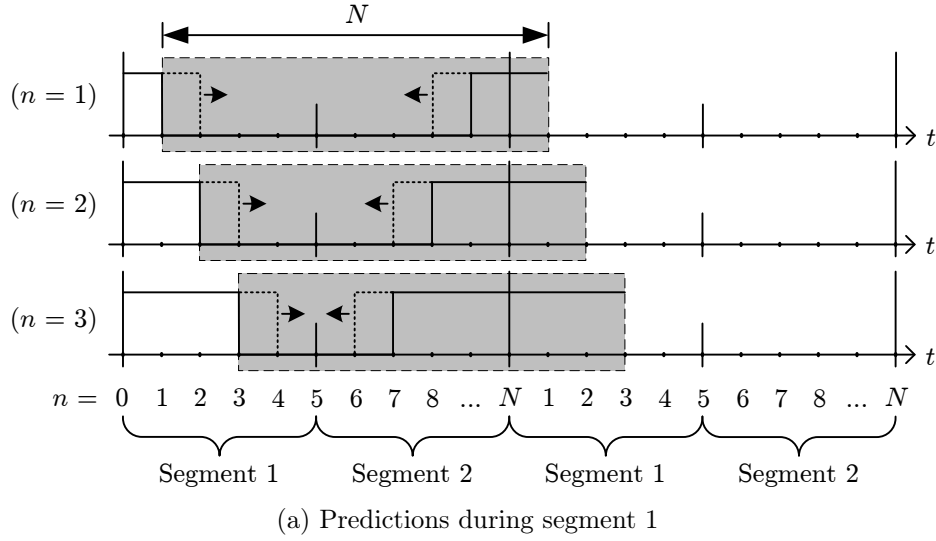 N
(n = 1)
t
(n = 2)
t
(n = 3)
t
n = 0 1 2 3 4 5 6 7 8 ... N 1 2 3 4 5 6 7 8 ... N
Segment 1 Segment 2 Segment 1 Segment 2
(a) Predictions during segment 1